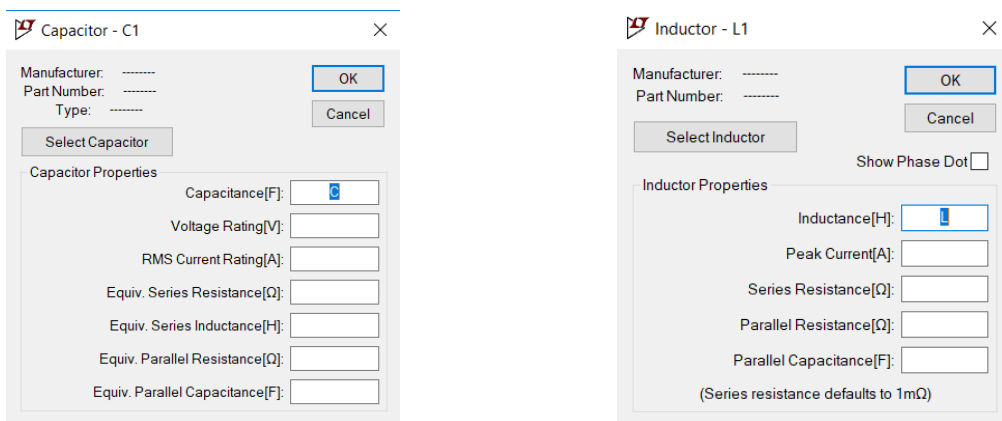 Capacitor - C1
Manufacturer: --------
Part Number: --------
Type: --------
OK
Cancel
Select Capacitor
Capacitor Properties
Capacitance[F]: C
Voltage Rating[V]:
RMS Current Rating[A]:
Equiv. Series Resistance[Ω]:
Equiv. Series Inductance[H]:
Equiv. Parallel Resistance[Ω]:
Equiv. Parallel Capacitance[F]:
Inductor - L1
Manufacturer: --------
Part Number: --------
OK
Cancel
Select Inductor
Show Phase Dot
Inductor Properties
Inductance[H]: L
Peak Current[A]:
Series Resistance[Ω]:
Parallel Resistance[Ω]:
Parallel Capacitance[F]:
(Series resistance defaults to 1mΩ)